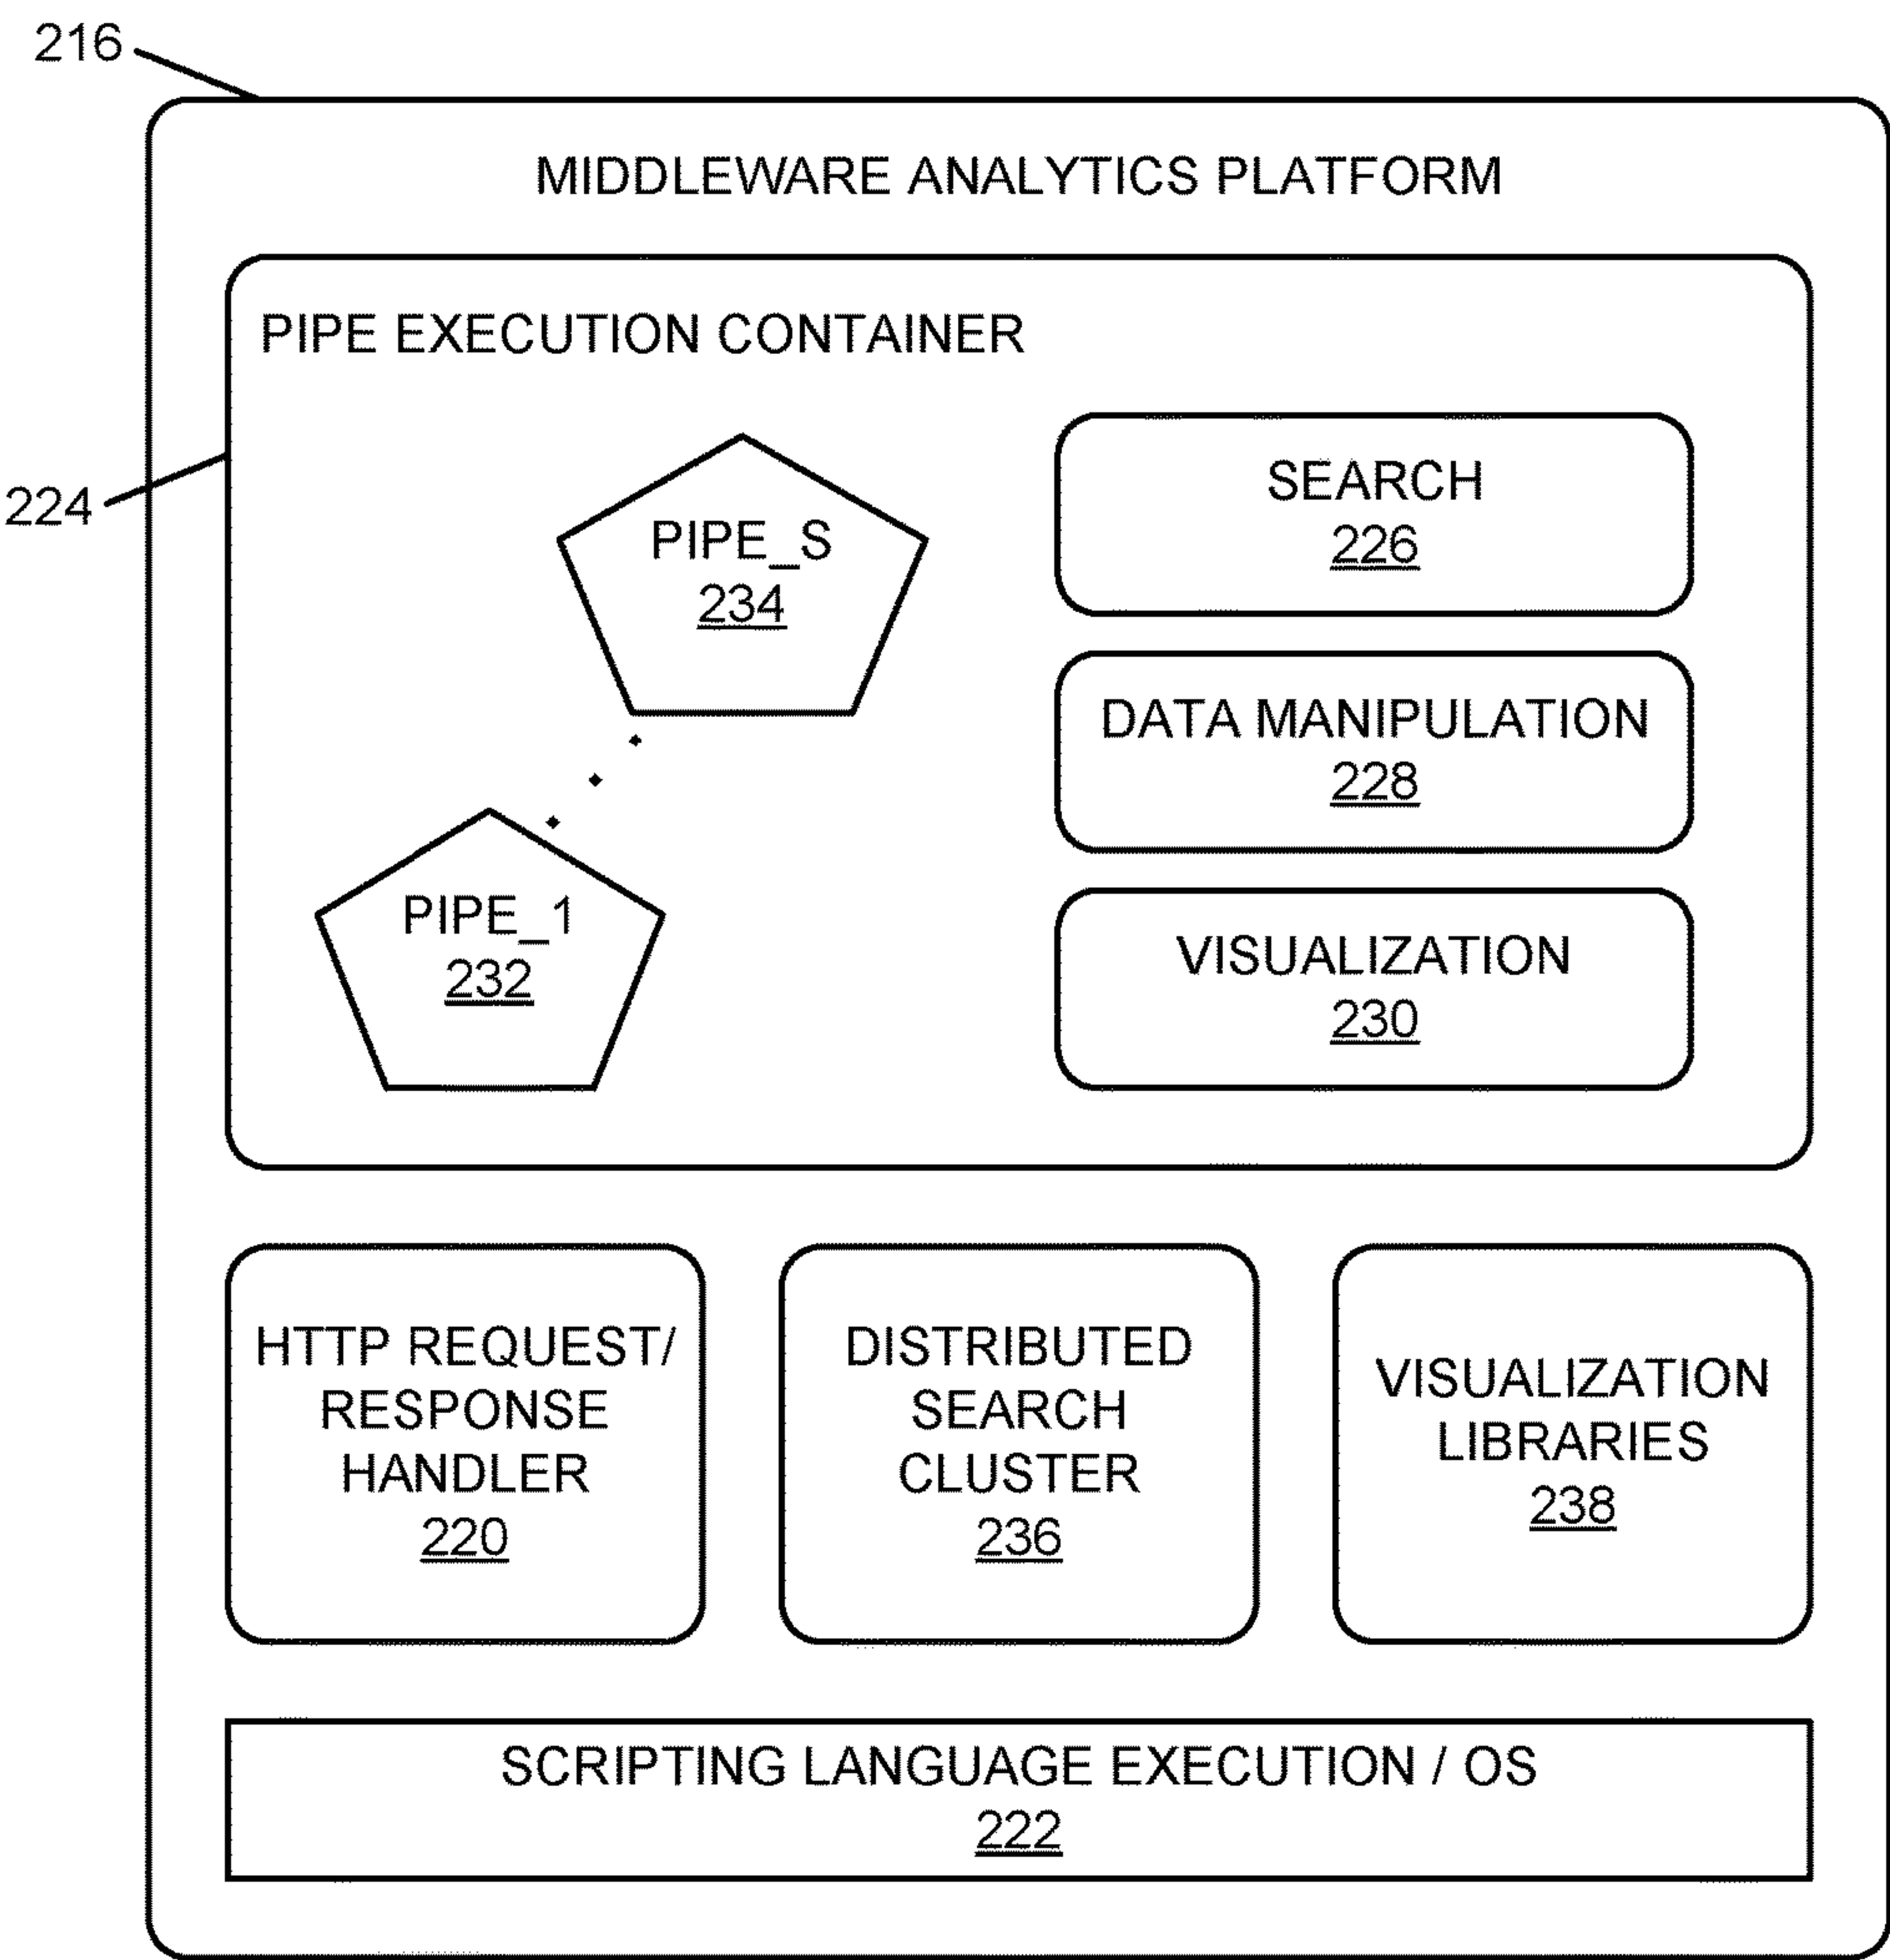 216
MIDDLEWARE ANALYTICS PLATFORM
PIPE EXECUTION CONTAINER
224
PIPE_S
234
PIPE_1
232
SEARCH
226
DATA MANIPULATION
228
VISUALIZATION
230
HTTP REQUEST/
RESPONSE
HANDLER
220
DISTRIBUTED
SEARCH
CLUSTER
236
VISUALIZATION
LIBRARIES
238
SCRIPTING LANGUAGE EXECUTION / OS
222